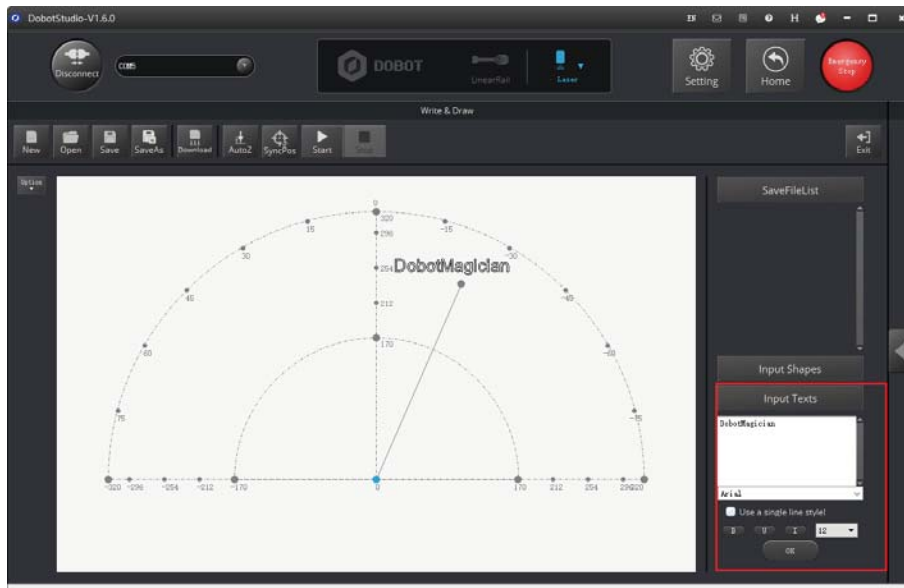 DobotStudio-V1.6.0
EN
H
Disconnect
COM5
DOBOT
LinearRail
Laser
Setting
Home
Emergency Stop
Write & Draw
New Open Save SaveAs Download AutoZ SyncPos Start Stop Exit
Option
SaveFileList
0
320
15 -15
296
30 -30
254 DobotMagician
45 -45
212
170
60 -60
75 -75
-320 -296 -254 -212 -170 0 170 212 254 296 320
Input Shapes
Input Texts
DobotMagician
Arial
Use a single line style!
B U I 12
OK